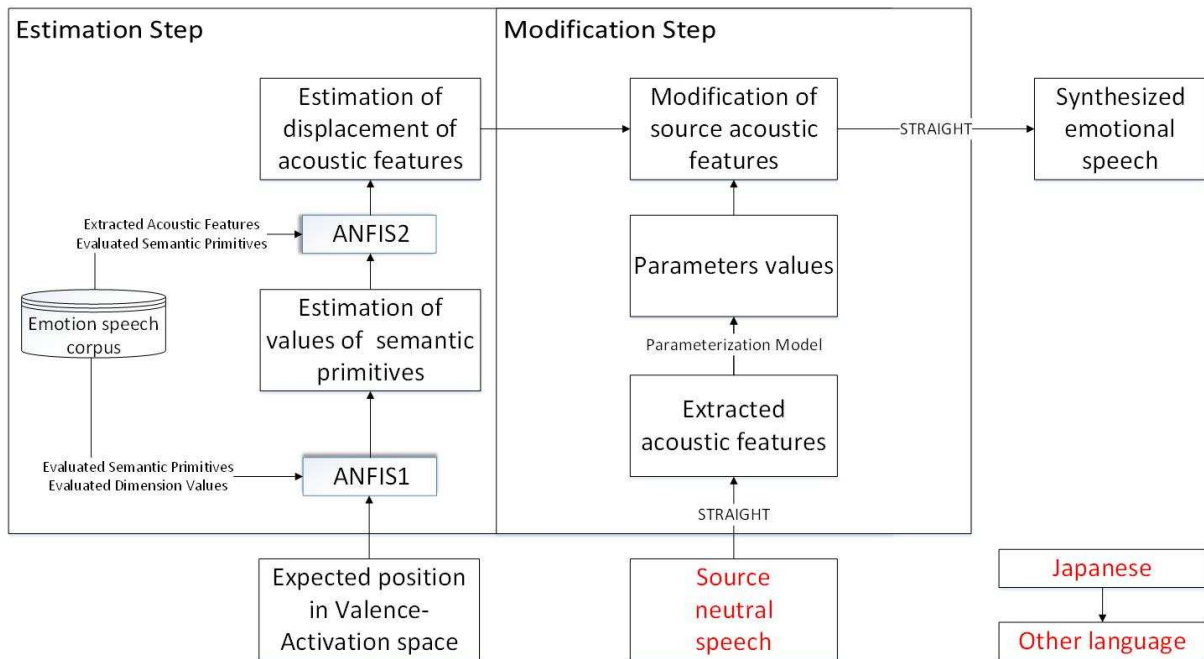 Estimation Step
Modification Step
Estimation of
displacement of
acoustic features
Modification of
source acoustic
features
STRAIGHT
Synthesized
emotional
speech
Extracted Acoustic Features
Evaluated Semantic Primitives
ANFIS2
Parameters values
Emotion speech
corpus
Estimation of
values of semantic
primitives
Parameterization Model
Extracted
acoustic features
Evaluated Semantic Primitives
Evaluated Dimension Values
ANFIS1
STRAIGHT
Expected position
in Valence-
Activation space
Source
neutral
speech
Japanese
Other language